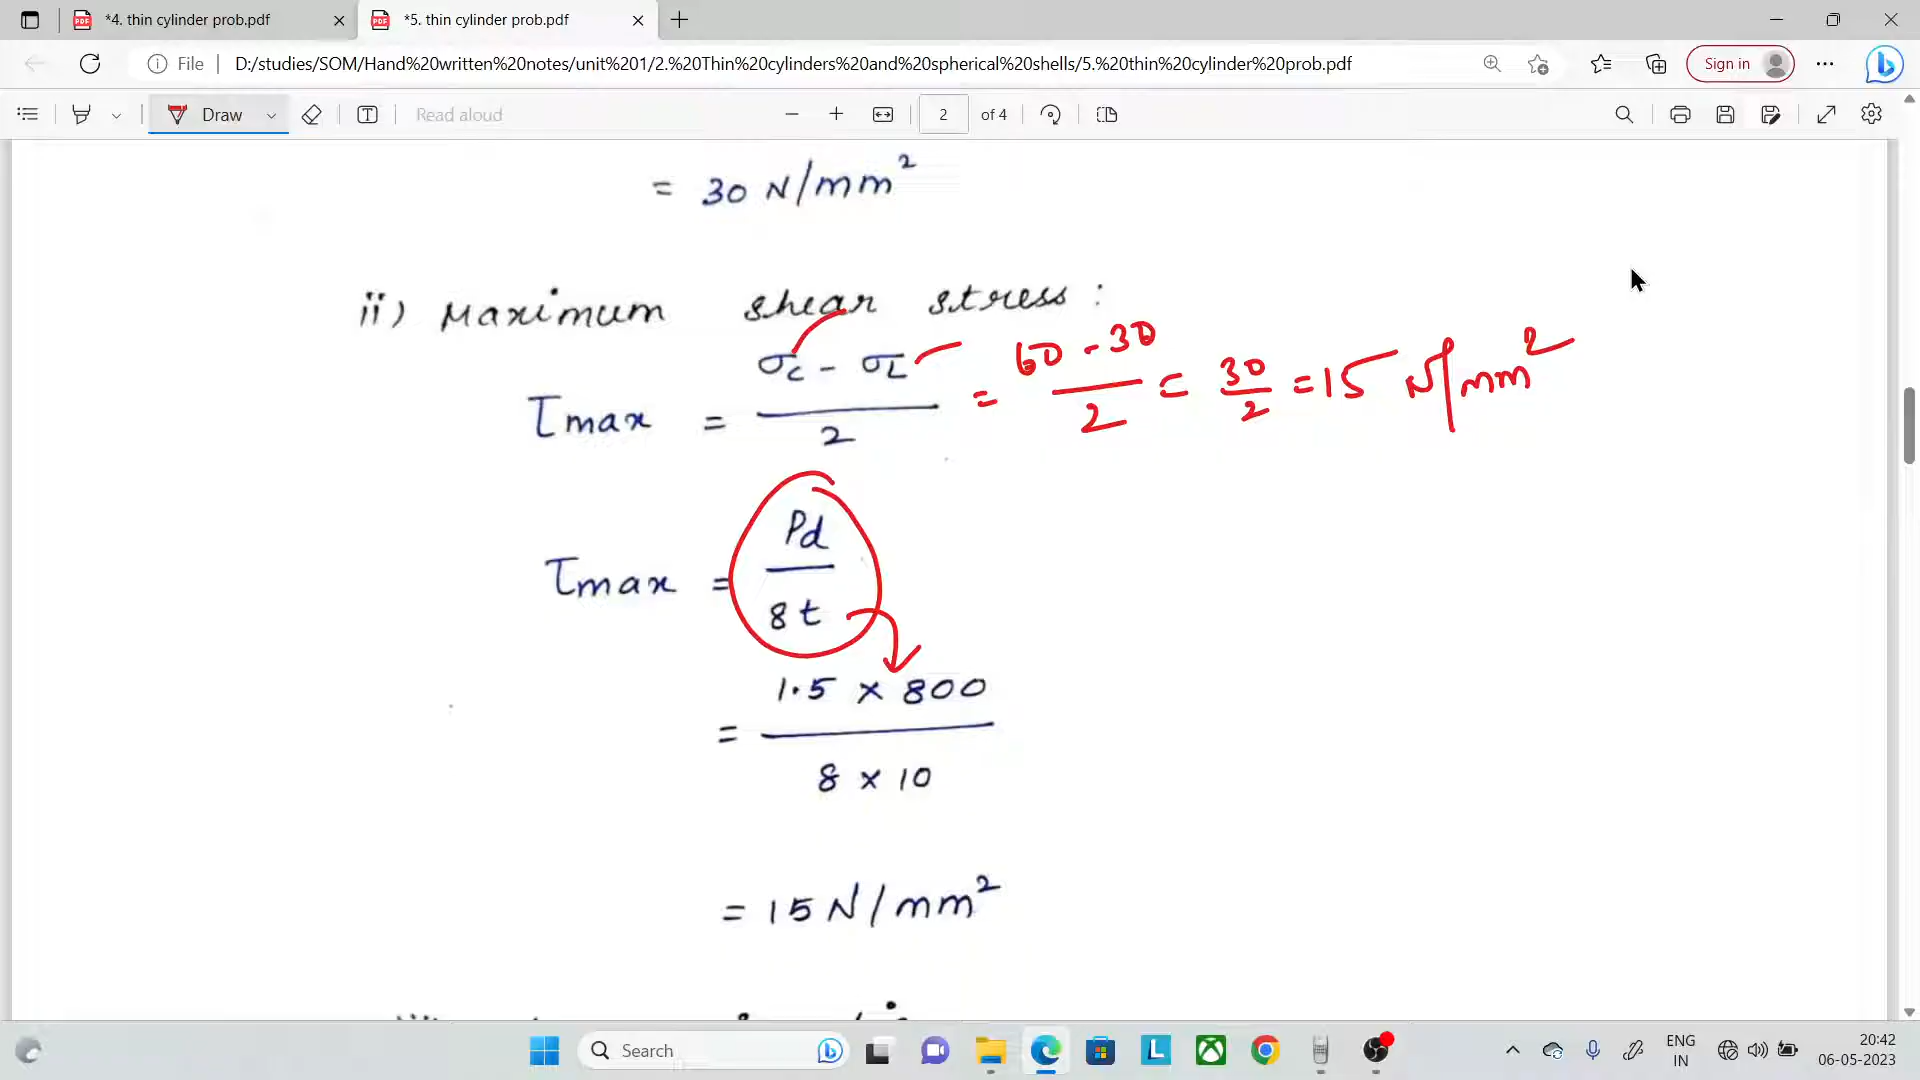 *4. thin cylinder prob.pdf
*5. thin cylinder prob.pdf
File
D:/studies/SOM/Hand%20written%20notes/unit%201/2.%20Thin%20cylinders%20and%20spherical%20shells/5.%20thin%20cylinder%20prob.pdf
Sign in
Draw
Read aloud
2 of 4
= 30 N/mm²
ii) Maximum shear stress:
τmax = (σc - σL) / 2 = (60 - 30) / 2 = 30 / 2 = 15 N/mm²
τmax = Pd / 8t
= 1.5 × 800 / 8 × 10
= 15 N/mm²
Search
ENG
IN
20:42
06-05-2023